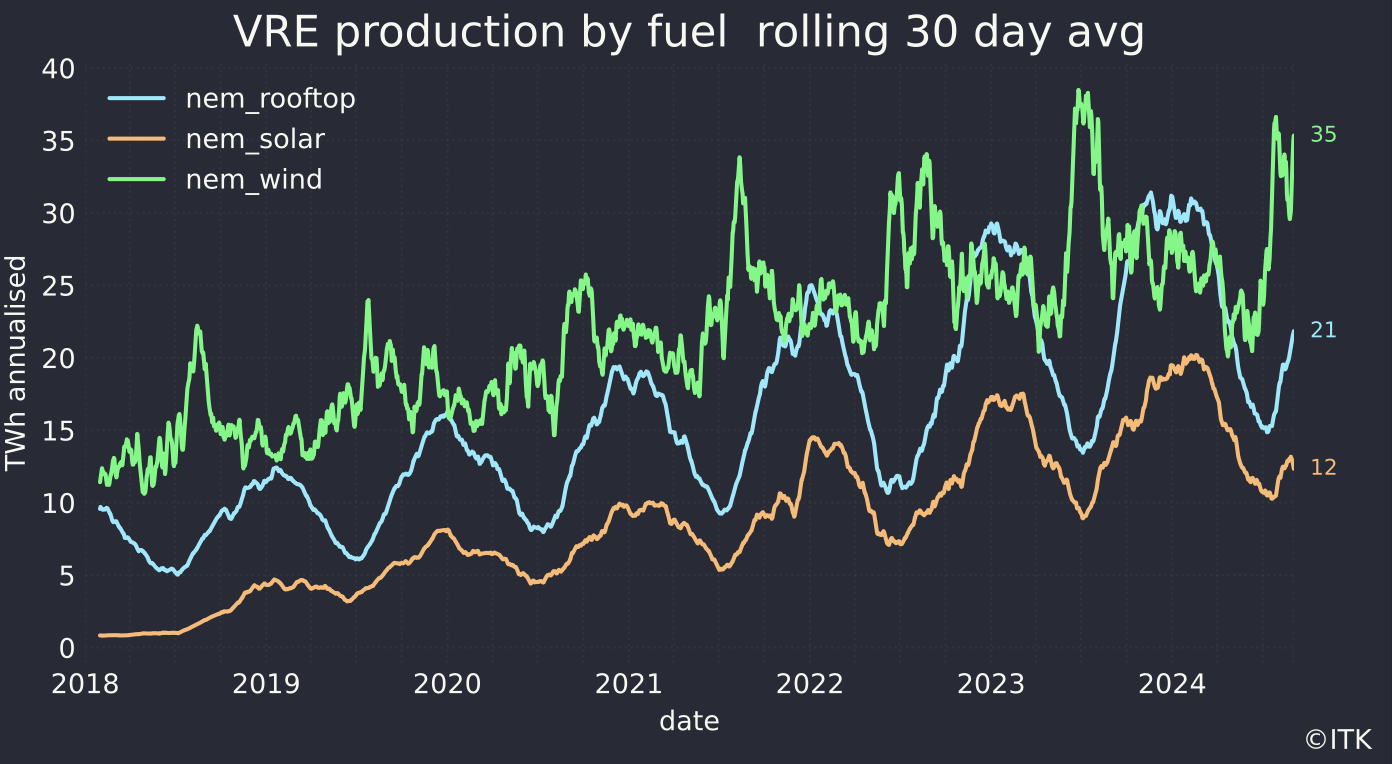 VRE production by fuel  rolling 30 day avg
nem_rooftop
nem_solar
nem_wind
TWh annualised
40
35
30
25
20
15
10
5
0
35
21
12
2018 2019 2020 2021 2022 2023 2024
date
©ITK